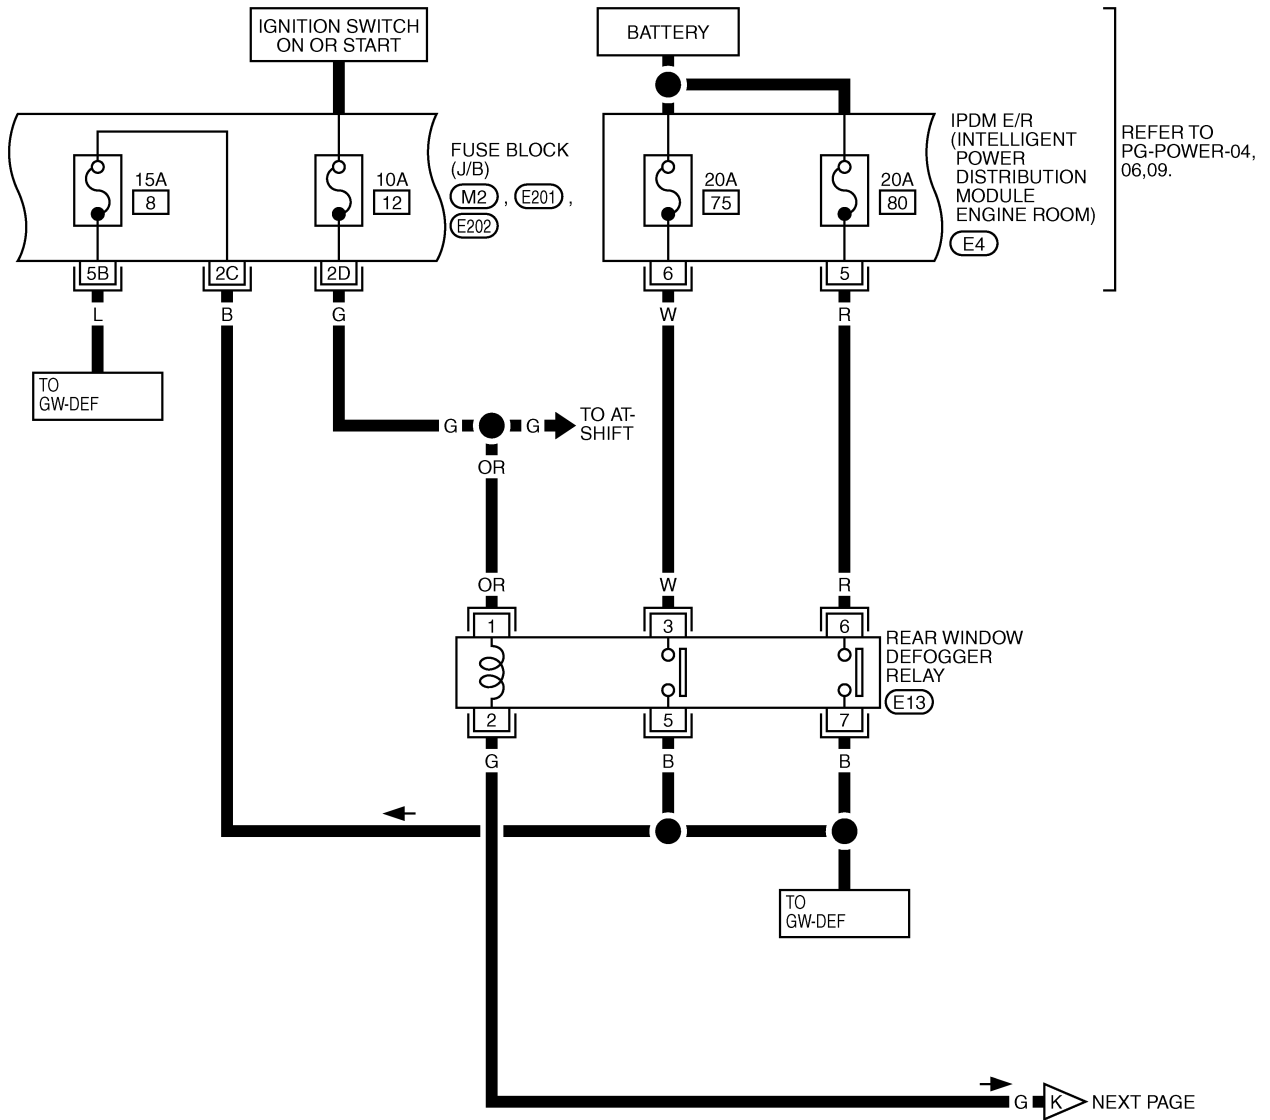 IGNITION SWITCH
ON OR START
BATTERY
15A
8
10A
12
FUSE BLOCK
(J/B)
M2 , E201 ,
E202
20A
75
20A
80
IPDM E/R
(INTELLIGENT
POWER
DISTRIBUTION
MODULE
ENGINE ROOM)
E4
REFER TO
PG-POWER-04,
06,09.
5B
2C
2D
6
5
L
B
G
W
R
TO
GW-DEF
G
G
TO AT-
SHIFT
OR
OR
W
R
1
3
6
REAR WINDOW
DEFOGGER
RELAY
E13
2
5
7
G
B
B
TO
GW-DEF
G
K
NEXT PAGE